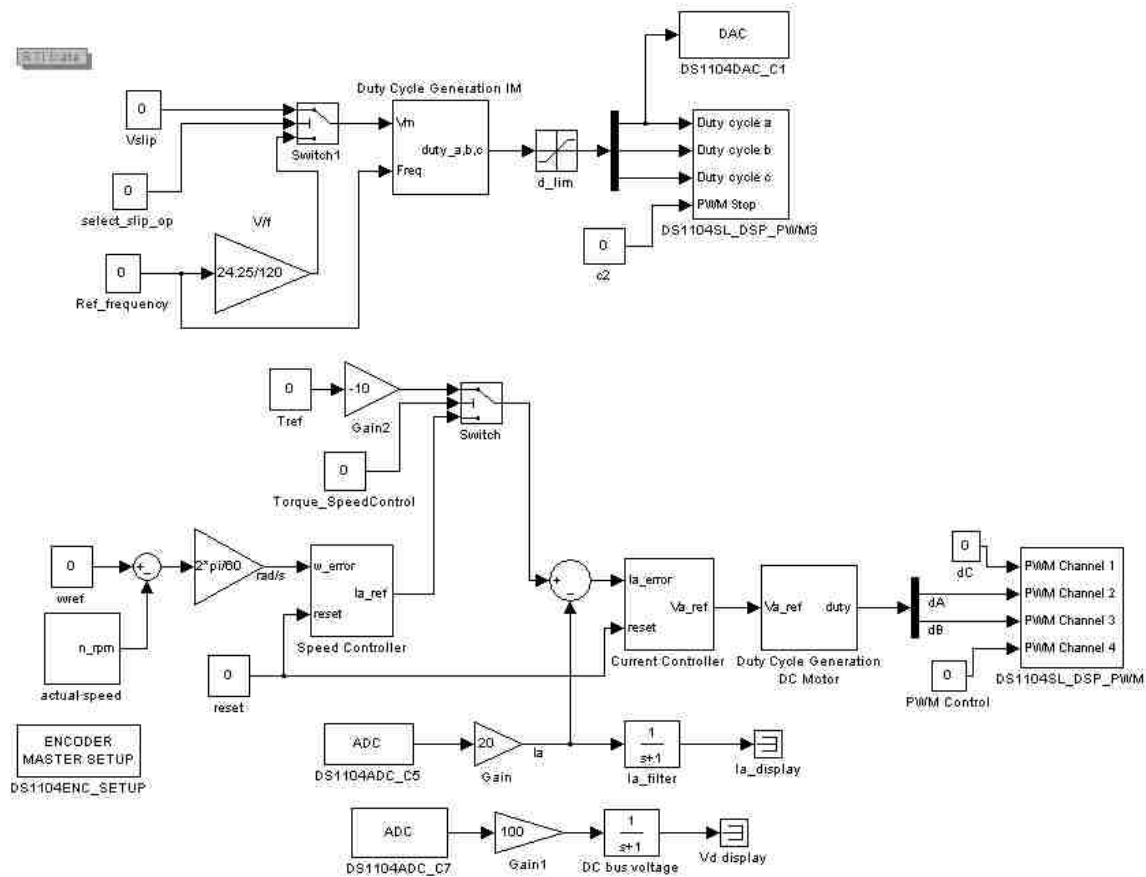 RTI Data
DAC
DS1104DAC_C1
Duty Cycle Generation IM
0
Vslip
Switch1
Vm
Freq
duty_a,b,c
d_lim
Duty cycle a
Duty cycle b
Duty cycle c
PWM Stop
DS1104SL_DSP_PWM3
0
select_slip_op
0
c2
V/f
0
Ref_frequency
24.25/120
0
Tref
-10
Gain2
Switch
0
Torque_SpeedControl
0
wref
+
-
2*pi/60
rad/s
w_error
reset
Ia_ref
Speed Controller
+
-
Ia_error
reset
Va_ref
Current Controller
Va_ref
duty
Duty Cycle Generation
DC Motor
dA
dB
0
dC
PWM Channel 1
PWM Channel 2
PWM Channel 3
PWM Channel 4
DS1104SL_DSP_PWM
0
PWM Control
n_rpm
actual speed
0
reset
ENCODER
MASTER SETUP
DS1104ENC_SETUP
ADC
DS1104ADC_C5
20
Gain
Ia
1
s+1
Ia_filter
Ia_display
ADC
DS1104ADC_C7
100
Gain1
1
s+1
DC bus voltage
Vd display